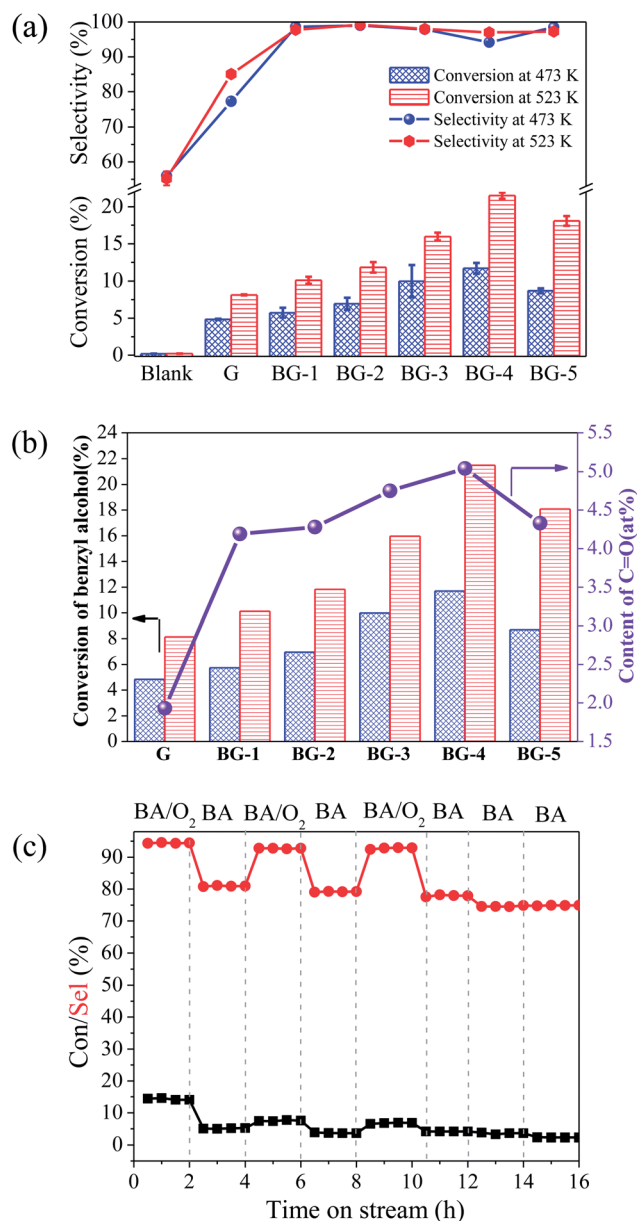 (a)
Selectivity (%)
100
90
80
70
60
Conversion at 473 K
Conversion at 523 K
Selectivity at 473 K
Selectivity at 523 K
Conversion (%)
20
15
10
5
0
Blank G BG-1 BG-2 BG-3 BG-4 BG-5
(b)
Conversion of benzyl alcohol(%)
24
22
20
18
16
14
12
10
8
6
4
2
0
5.5
5.0
4.5
4.0
3.5
3.0
2.5
2.0
1.5
Content of C=O(at%)
G BG-1 BG-2 BG-3 BG-4 BG-5
(c)
BA/O₂ BA BA/O₂ BA BA/O₂ BA BA BA
Con/Sel (%)
90
80
70
60
50
40
30
20
10
0
0 2 4 6 8 10 12 14 16
Time on stream (h)